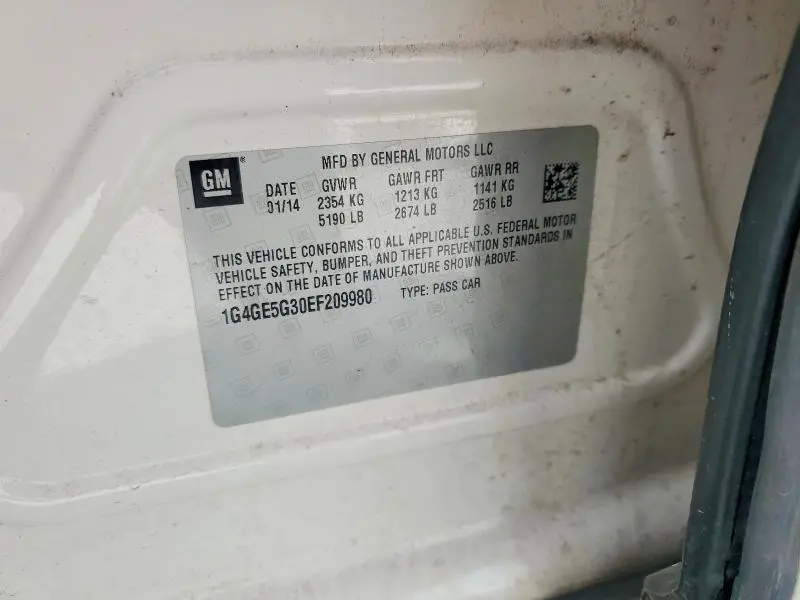 GM ® MFD BY GENERAL MOTORS LLC
DATE GVWR GAWR FRT GAWR RR
01/14 2354 KG 1213 KG 1141 KG
5190 LB 2674 LB 2516 LB
THIS VEHICLE CONFORMS TO ALL APPLICABLE U.S. FEDERAL MOTOR
VEHICLE SAFETY, BUMPER, AND THEFT PREVENTION STANDARDS IN
EFFECT ON THE DATE OF MANUFACTURE SHOWN ABOVE.
1G4GE5G30EF209980 TYPE: PASS CAR